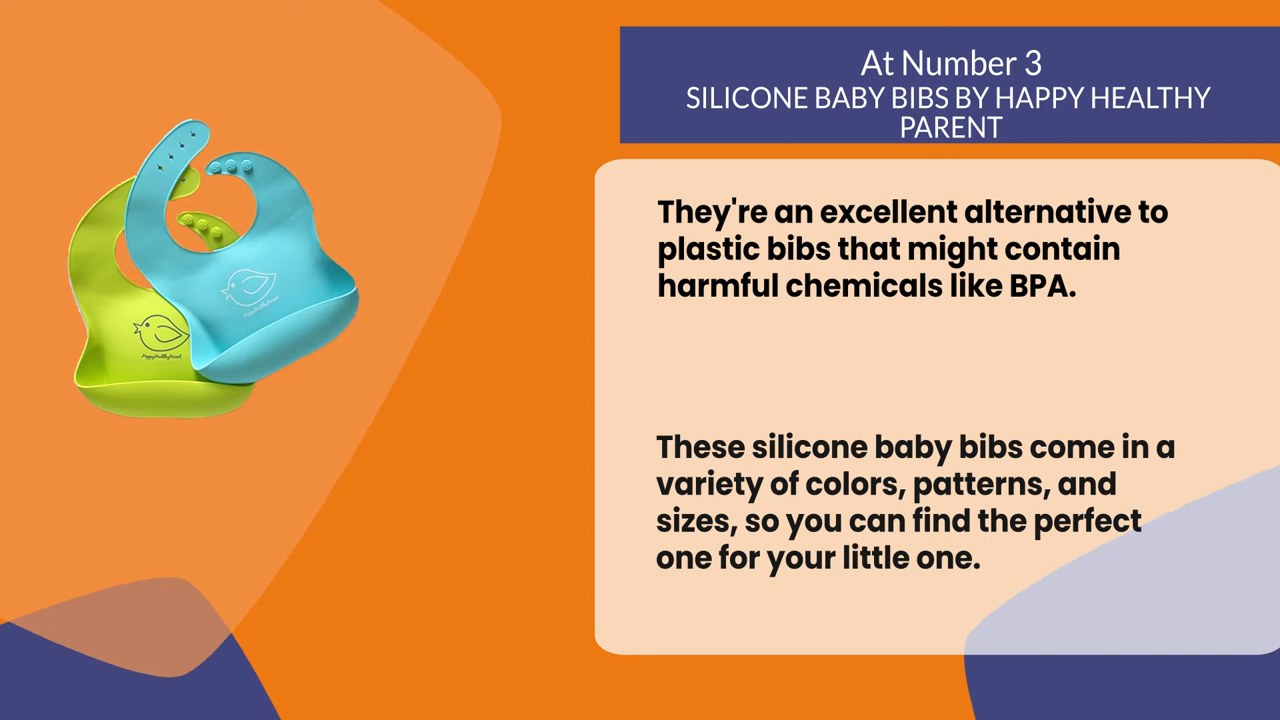 At Number 3
SILICONE BABY BIBS BY HAPPY HEALTHY
PARENT
They're an excellent alternative to
plastic bibs that might contain
harmful chemicals like BPA.
These silicone baby bibs come in a
variety of colors, patterns, and
sizes, so you can find the perfect
one for your little one.
HappyHealthyParent
HappyHealthyParent